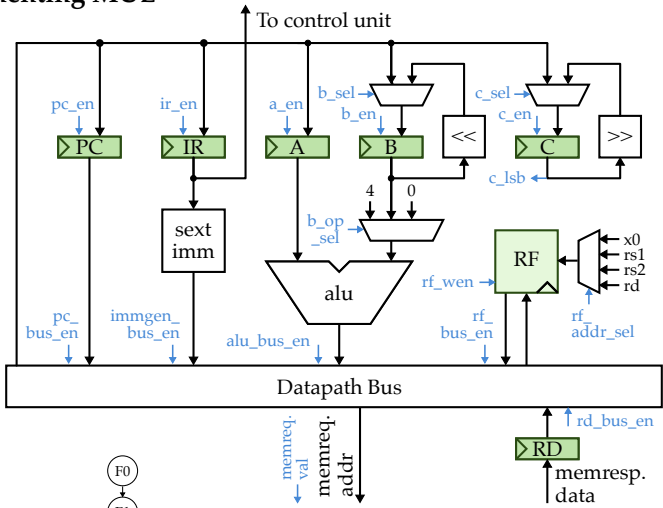 To control unit
pc_en
ir_en
a_en
b_sel
b_en
c_sel
c_en
PC
IR
A
B
<<
C
>>
c_lsb
4
0
sext
imm
b_op
_sel
alu
RF
x0
rs1
rs2
rd
rf_wen
rf_
addr_sel
pc_
bus_en
immgen_
bus_en
alu_bus_en
rf_
bus_en
Datapath Bus
rd_bus_en
memreq.
val
memreq.
addr
RD
memresp.
data
F0